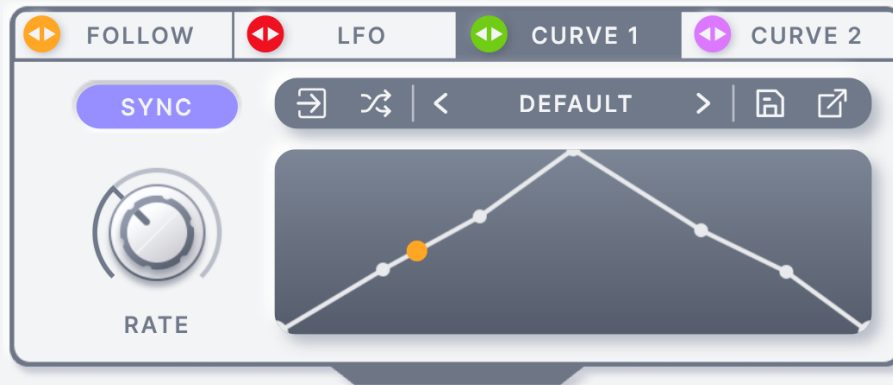 FOLLOW LFO CURVE 1 CURVE 2
SYNC DEFAULT
RATE